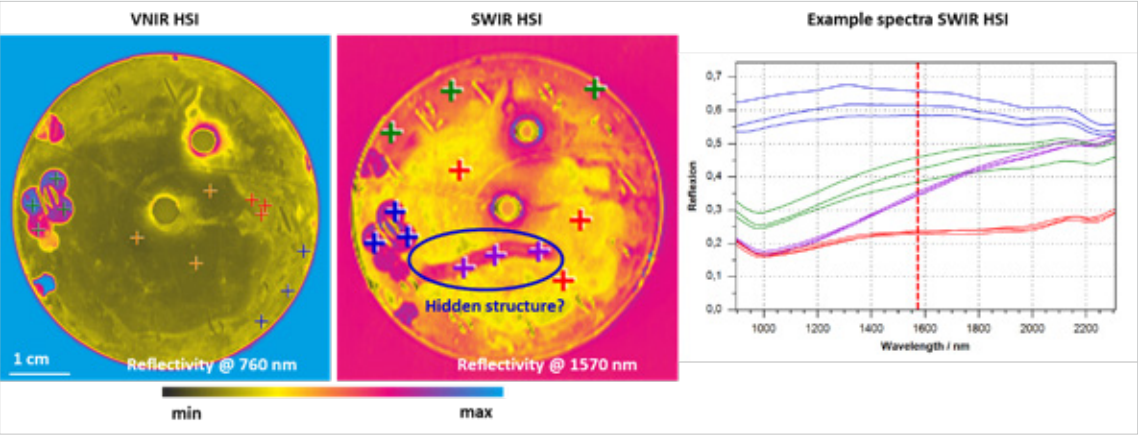 VNIR HSI
SWIR HSI
Example spectra SWIR HSI
1 cm
Reflectivity @ 760 nm
Hidden structure?
Reflectivity @ 1570 nm
min
max
0,7
0,6
0,5
0,4
0,3
0,2
0,1
0,0
Reflexion
1000 1200 1400 1600 1800 2000 2200
Wavelength / nm